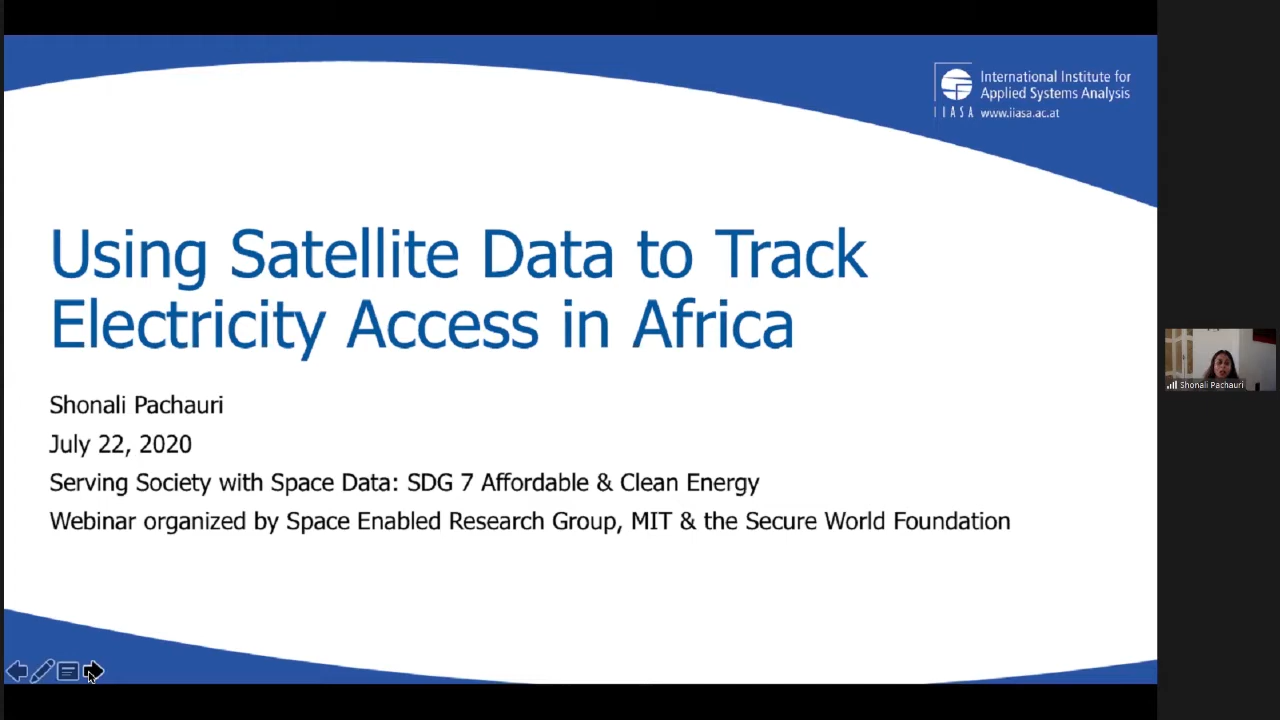 International Institute for
Applied Systems Analysis
IIASA www.iiasa.ac.at
Using Satellite Data to Track
Electricity Access in Africa
Shonali Pachauri
July 22, 2020
Serving Society with Space Data: SDG 7 Affordable & Clean Energy
Webinar organized by Space Enabled Research Group, MIT & the Secure World Foundation
Shonali Pachauri